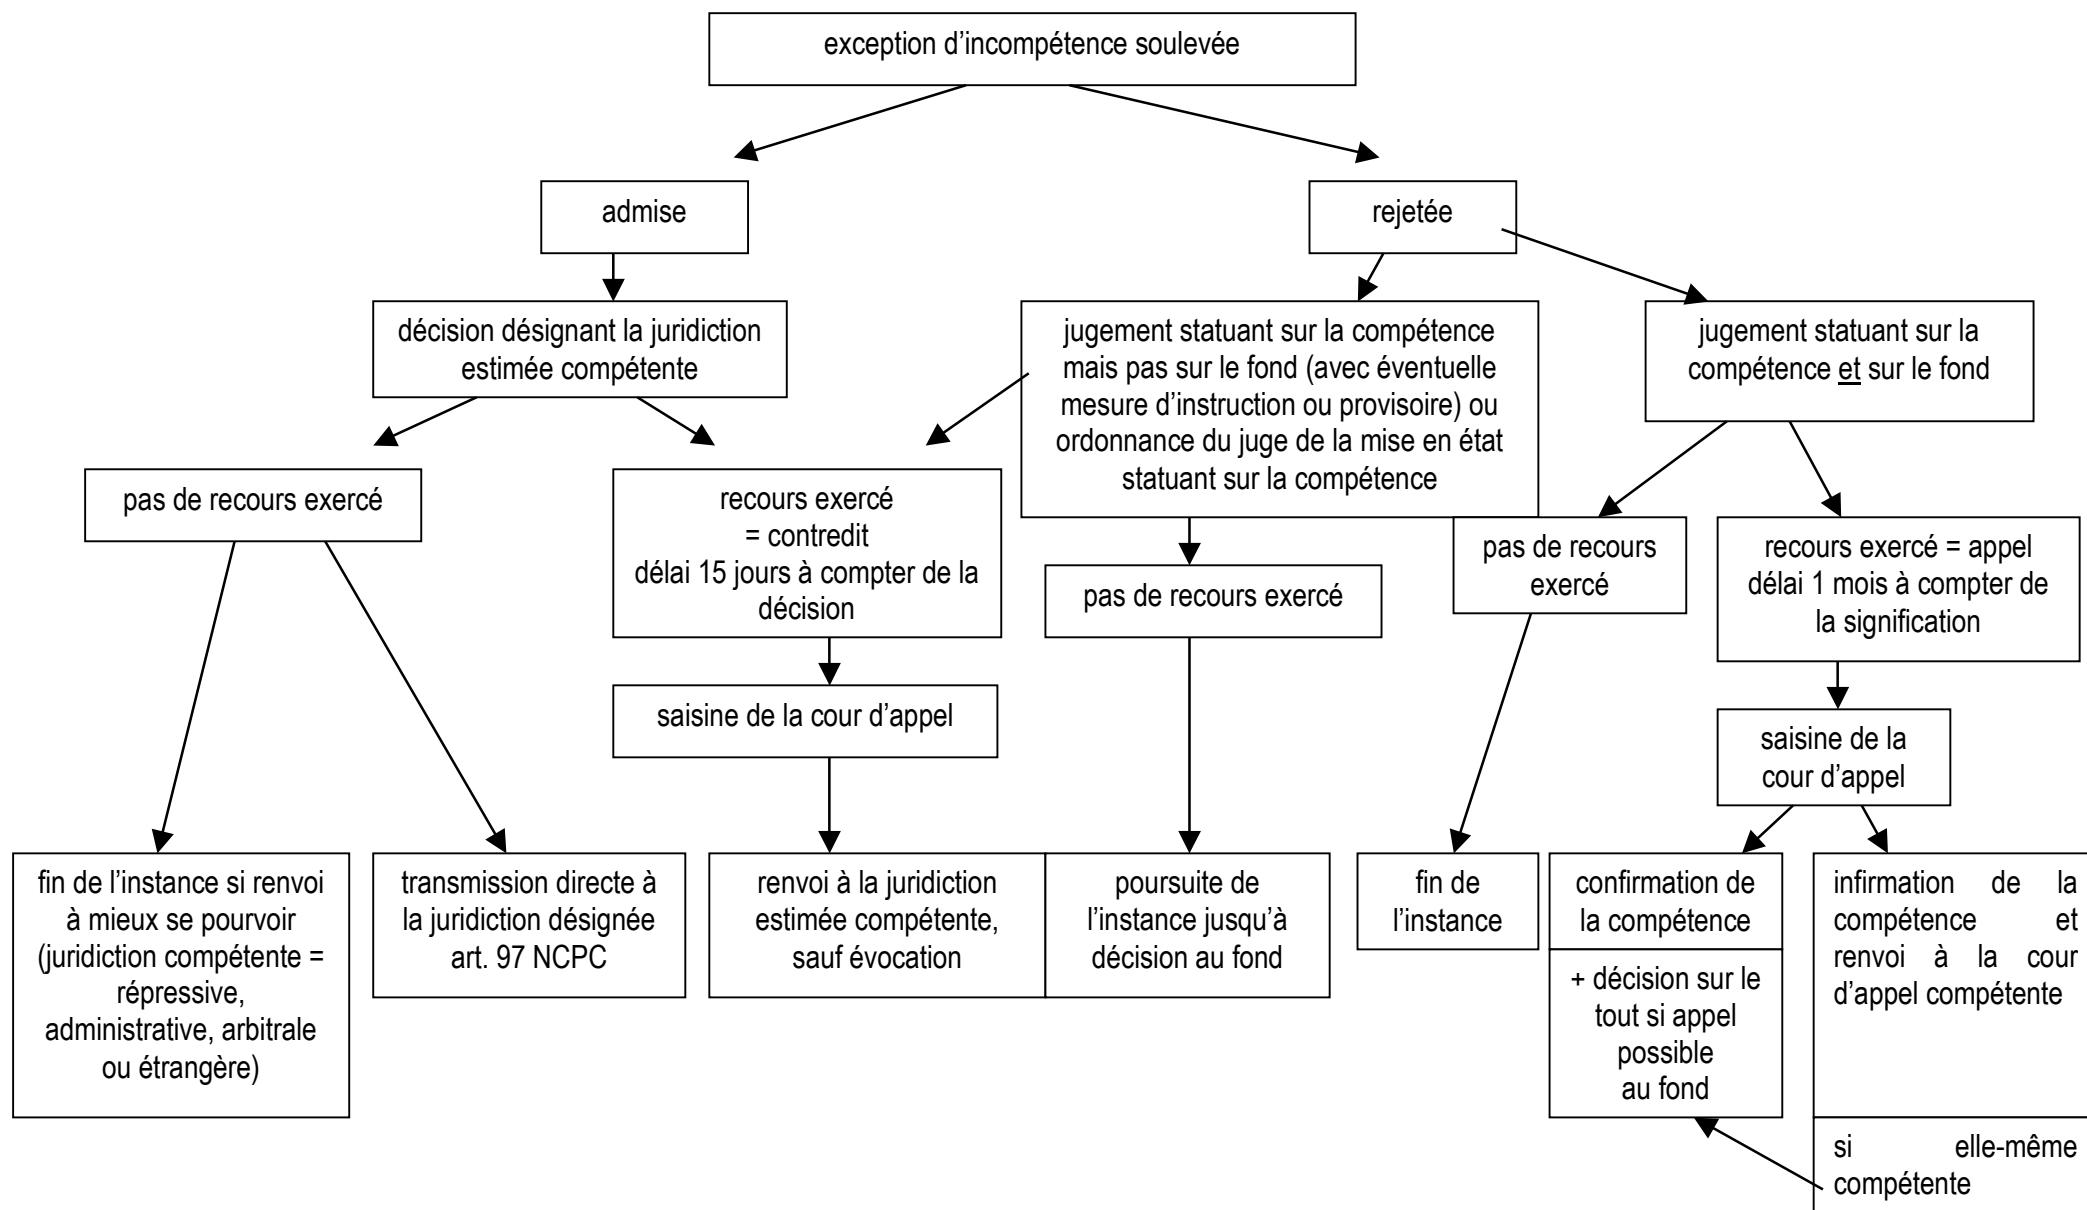 exception d’incompétence soulevée
admise
rejetée
décision désignant la juridiction
estimée compétente
jugement statuant sur la compétence
mais pas sur le fond (avec éventuelle
mesure d’instruction ou provisoire) ou
ordonnance du juge de la mise en état
statuant sur la compétence
jugement statuant sur la
compétence et sur le fond
pas de recours exercé
recours exercé
= contredit
délai 15 jours à compter de la
décision
pas de recours exercé
pas de recours
exercé
recours exercé = appel
délai 1 mois à compter de
la signification
saisine de la cour d’appel
saisine de la
cour d’appel
fin de l’instance si renvoi
à mieux se pourvoir
(juridiction compétente =
répressive,
administrative, arbitrale
ou étrangère)
transmission directe à
la juridiction désignée
art. 97 NCPC
renvoi à la juridiction
estimée compétente,
sauf évocation
poursuite de
l’instance jusqu’à
décision au fond
fin de
l’instance
confirmation de
la compétence
+ décision sur le
tout si appel
possible
au fond
infirmation de la
compétence et
renvoi à la cour
d’appel compétente
si elle-même
compétente